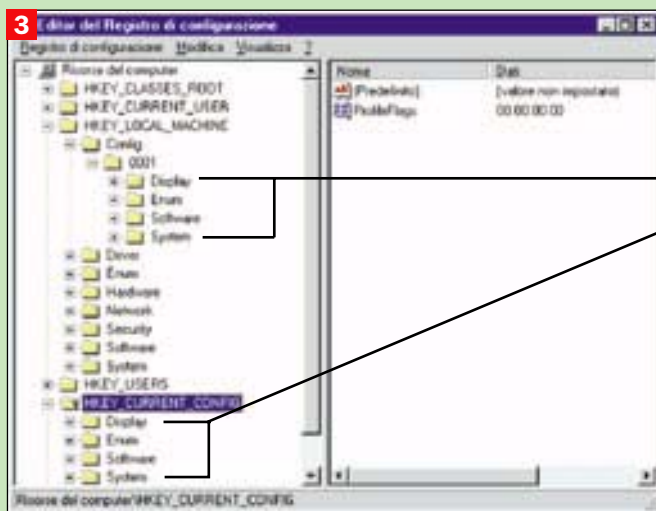 3
Editor del Registro di configurazione
Registro di configurazione Modifica Visualizza ?
Risorse del computer
HKEY_CLASSES_ROOT
HKEY_CURRENT_USER
HKEY_LOCAL_MACHINE
Config
0001
Display
Enum
Software
System
Driver
Enum
Hardware
Network
Security
Software
System
HKEY_USERS
HKEY_CURRENT_CONFIG
Display
Enum
Software
System
Nome Dati
(Predefinito) (valore non impostato)
ProfileFlags 00 00 00 00
Risorse del computer\HKEY_CURRENT_CONFIG